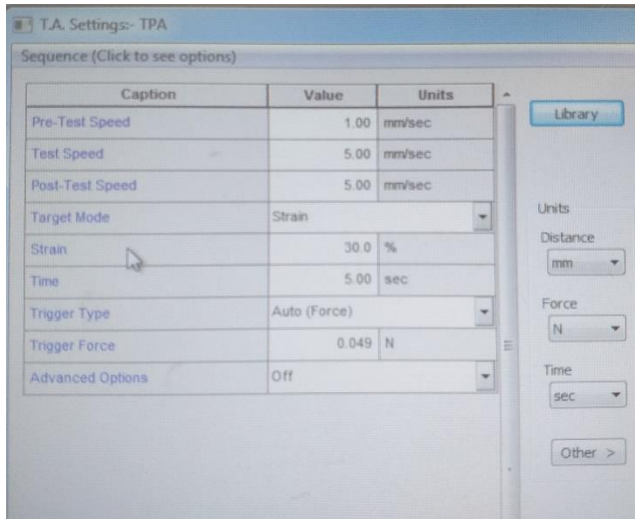 T.A. Settings:- TPA
Sequence (Click to see options)
Caption Value Units
Library
Pre-Test Speed 1.00 mm/sec
Test Speed 5.00 mm/sec
Post-Test Speed 5.00 mm/sec
Target Mode Strain
Units
Strain 30.0 %
Distance
mm
Time 5.00 sec
Trigger Type Auto (Force)
Force
N
Trigger Force 0.049 N
Time
Advanced Options Off
sec
Other >